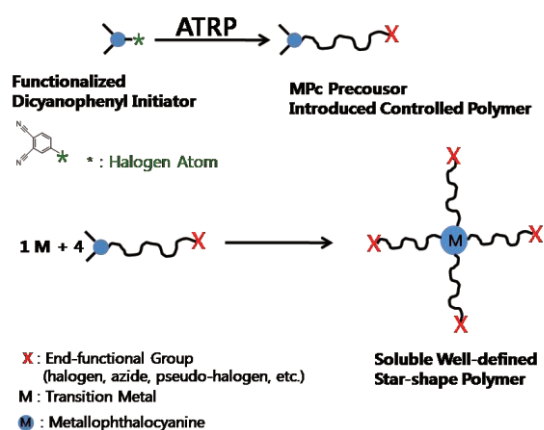 ATRP
* X
Functionalized
Dicyanophenyl Initiator
MPc Precousor
Introduced Controlled Polymer
N
N
*
* : Halogen Atom
X
1 M + 4 X
X M X
X
X : End-functional Group
(halogen, azide, pseudo-halogen, etc.)
M : Transition Metal
M : Metallophthalocyanine
Soluble Well-defined
Star-shape Polymer